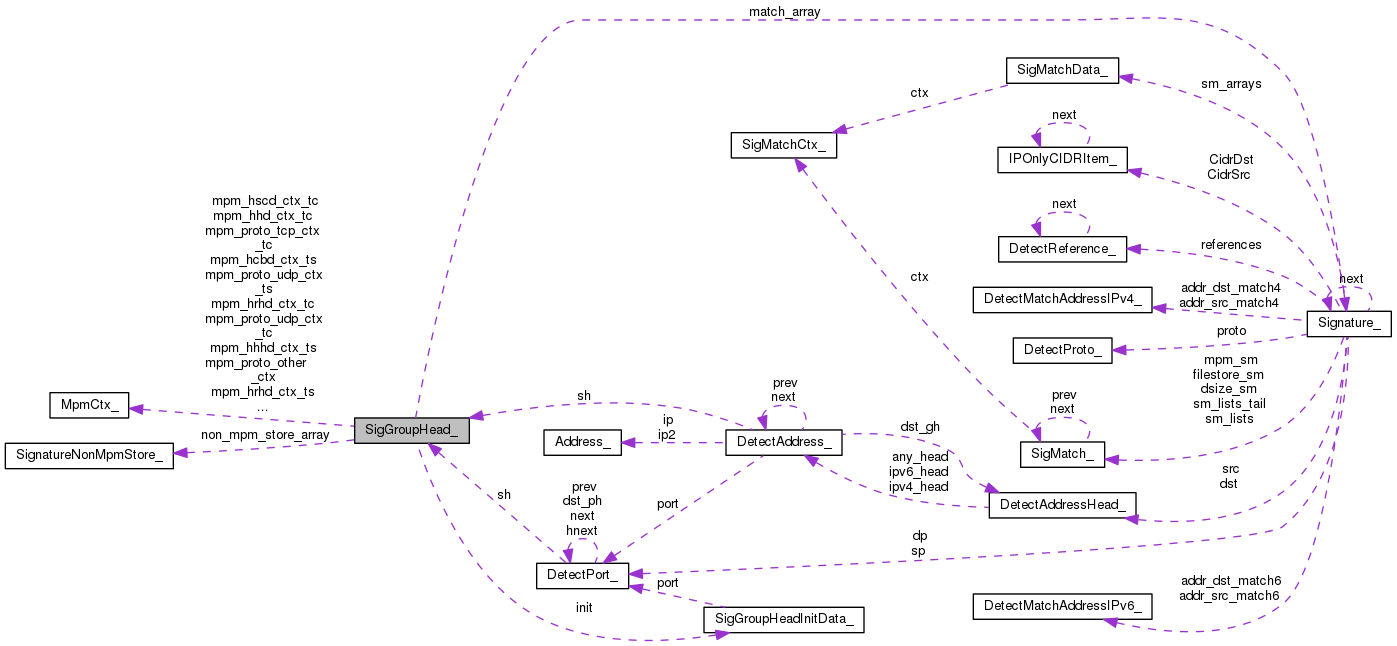 match_array
SigMatchData_
sm_arrays
ctx
SigMatchCtx_
next
IPOnlyCIDRItem_
CidrDst
CidrSrc
next
DetectReference_
references
ctx
next
DetectMatchAddressIPv4_
addr_dst_match4
addr_src_match4
Signature_
proto
DetectProto_
mpm_hscd_ctx_tc
mpm_hhd_ctx_tc
mpm_proto_tcp_ctx
_tc
mpm_hcbd_ctx_ts
mpm_proto_udp_ctx
_ts
mpm_hrhd_ctx_tc
mpm_proto_udp_ctx
_tc
mpm_hhhd_ctx_ts
mpm_proto_other
_ctx
mpm_hrhd_ctx_ts
...
mpm_sm
filestore_sm
dsize_sm
sm_lists_tail
sm_lists
prev
next
sh
prev
next
MpmCtx_
SigGroupHead_
ip
ip2
Address_
DetectAddress_
dst_gh
SigMatch_
non_mpm_store_array
SignatureNonMpmStore_
any_head
ipv6_head
ipv4_head
src
dst
sh
prev
dst_ph
next
hnext
port
DetectAddressHead_
dp
sp
DetectPort_
port
init
SigGroupHeadInitData_
addr_dst_match6
addr_src_match6
DetectMatchAddressIPv6_